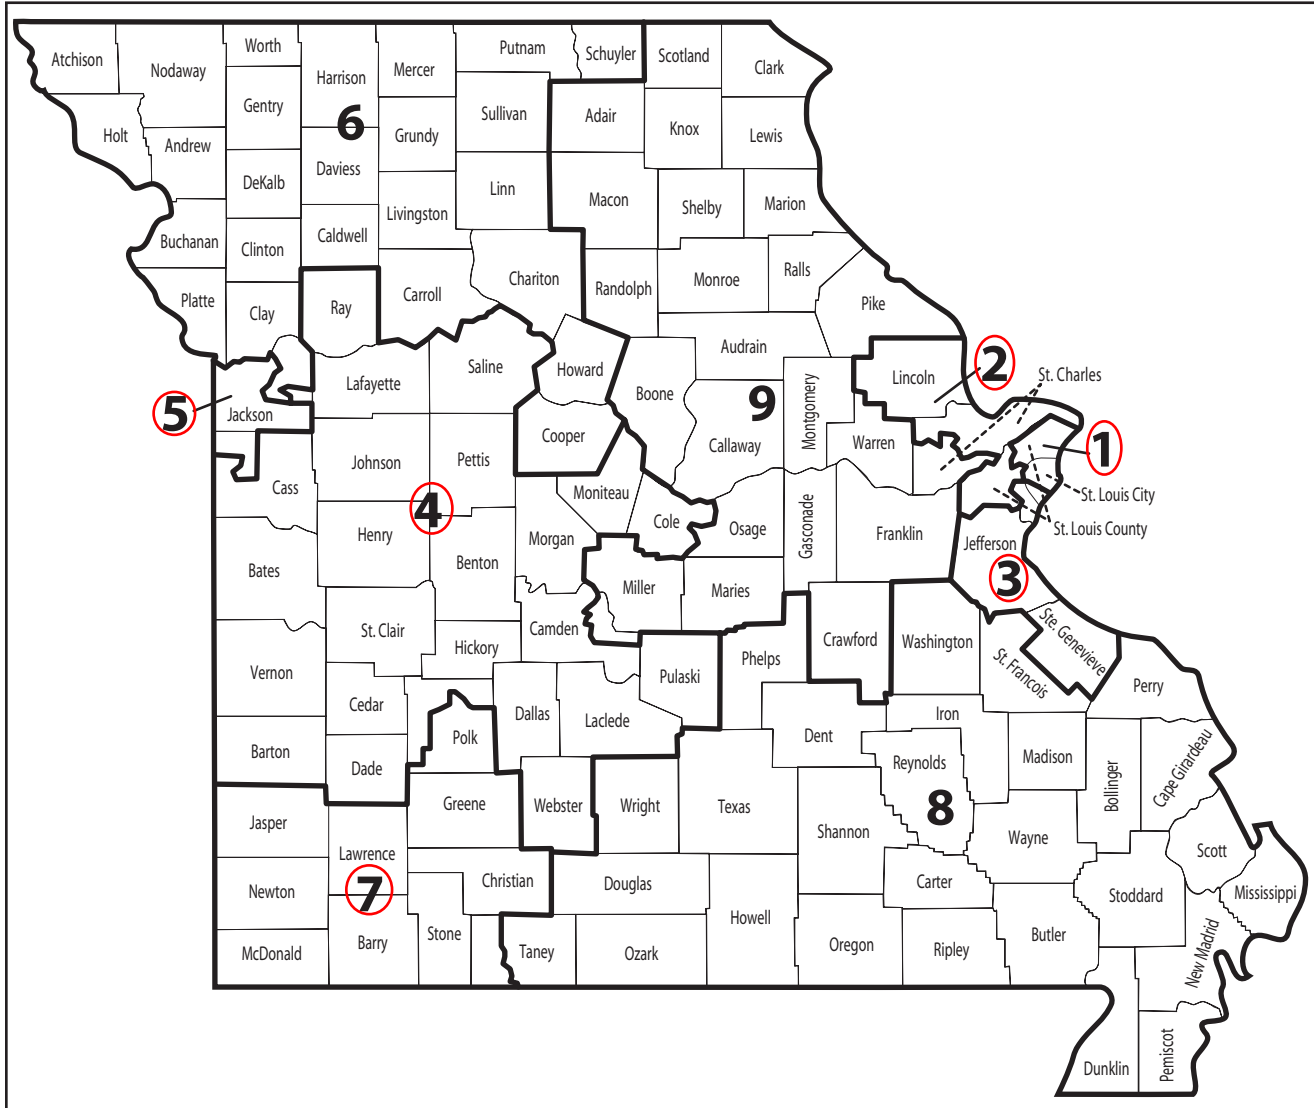 Atchison
Nodaway
Worth
Harrison
Mercer
Putnam
Schuyler
Scotland
Clark
Holt
Andrew
Gentry
6
Grundy
Sullivan
Adair
Knox
Lewis
DeKalb
Daviess
Linn
Macon
Shelby
Marion
Livingston
Buchanan
Clinton
Caldwell
Chariton
Randolph
Monroe
Ralls
Platte
Clay
Ray
Carroll
Pike
Audrain
Lafayette
Saline
Howard
Boone
9
Lincoln
2
St. Charles
5
Jackson
Cooper
Callaway
Montgomery
Warren
1
Johnson
Pettis
Cass
St. Louis City
4
Moniteau
Cole
Osage
Gasconade
Franklin
St. Louis County
Henry
Morgan
Jefferson
Bates
Benton
Miller
Maries
3
St. Clair
Camden
Hickory
Crawford
Washington
Ste. Genevieve
St. Francois
Vernon
Pulaski
Phelps
Perry
Cedar
Dallas
Laclede
Iron
Barton
Polk
Dent
Dade
Reynolds
Madison
Bollinger
Cape Girardeau
Jasper
Greene
Webster
Wright
Texas
8
Shannon
Wayne
Lawrence
Scott
Newton
7
Christian
Douglas
Carter
Stoddard
Mississippi
McDonald
Barry
Stone
Taney
Ozark
Howell
Oregon
Ripley
Butler
New Madrid
Dunklin
Pemiscot